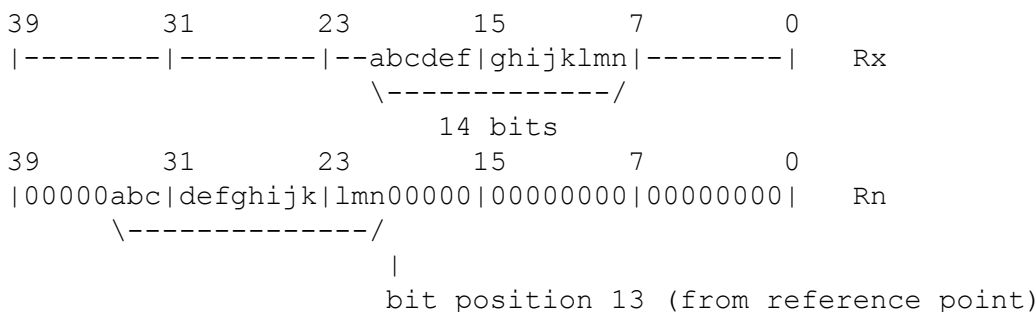 39        31        23        15        7         0
|--------|--------|--abcdef|ghijklmn|--------|    Rx
\-------------/
14 bits
39        31        23        15        7         0
|00000abc|defghijk|lmn00000|00000000|00000000|    Rn
\--------------/
|
bit position 13 (from reference point)